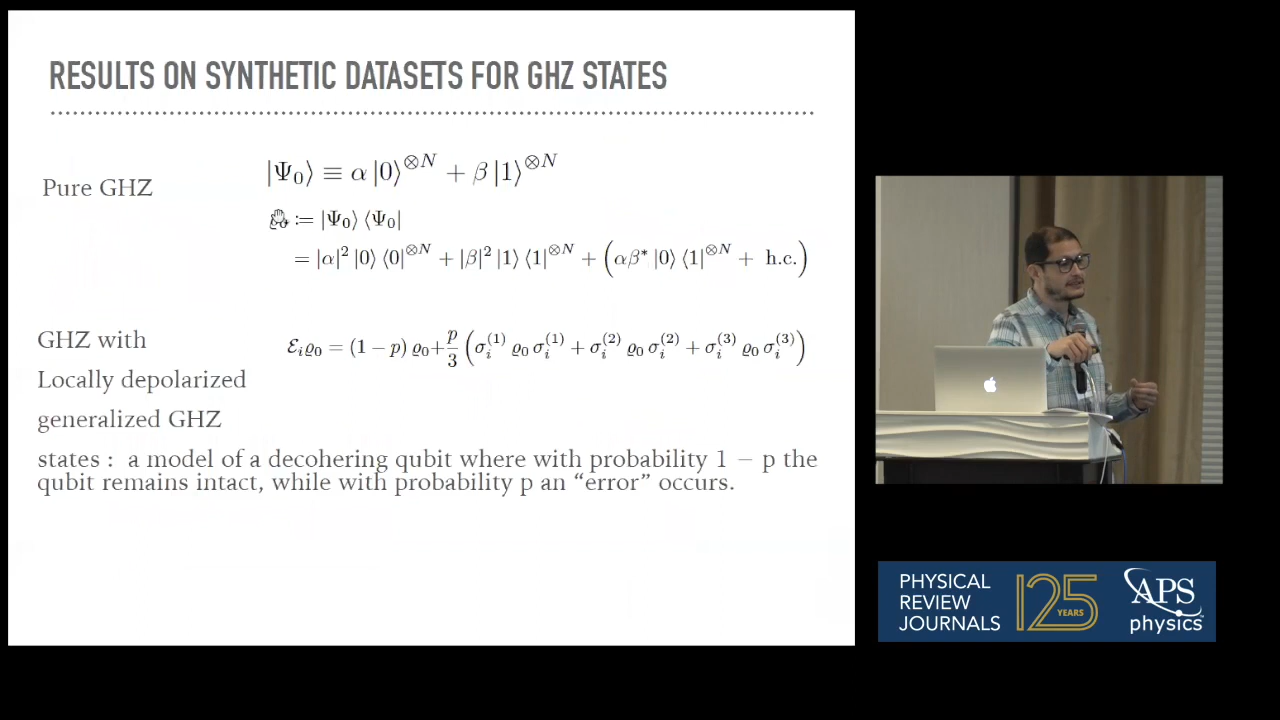 RESULTS ON SYNTHETIC DATASETS FOR GHZ STATES
Pure GHZ
|Ψ₀⟩ ≡ α |0⟩^⊗N + β |1⟩^⊗N
ϱ₀ := |Ψ₀⟩ ⟨Ψ₀|
= |α|² |0⟩ ⟨0|^⊗N + |β|² |1⟩ ⟨1|^⊗N + (αβ* |0⟩ ⟨1|^⊗N + h.c.)
GHZ with
Locally depolarized
generalized GHZ
ℰᵢϱ₀ = (1 − p) ϱ₀+ p/3 (σᵢ⁽¹⁾ ϱ₀ σᵢ⁽¹⁾ + σᵢ⁽²⁾ ϱ₀ σᵢ⁽²⁾ + σᵢ⁽³⁾ ϱ₀ σᵢ⁽³⁾)
states : a model of a decohering qubit where with probability 1 − p the
qubit remains intact, while with probability p an “error” occurs.
PHYSICAL
REVIEW
JOURNALS
125
YEARS
APS
physics